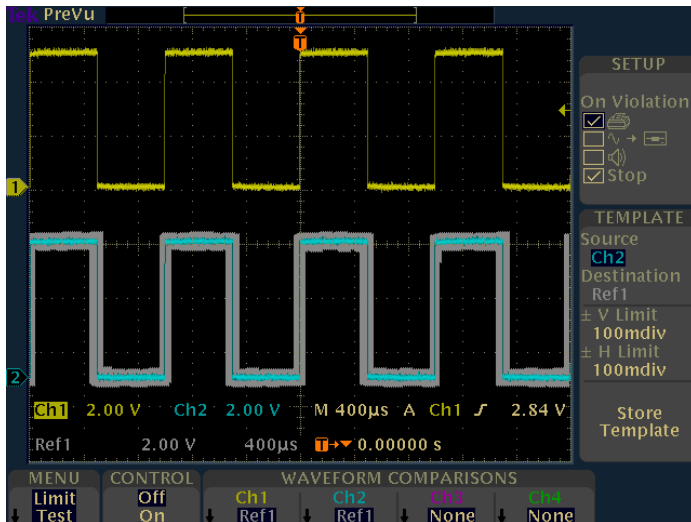 Tek PreVu
T
T
SETUP
On Violation
Stop
1
TEMPLATE
Source
Ch2
Destination
Ref1
± V Limit
100mdiv
± H Limit
100mdiv
2
Ch1 2.00 V Ch2 2.00 V M 400µs A Ch1 2.84 V
Ref1 2.00 V 400µs T 0.00000 s
Store
Template
MENU CONTROL WAVEFORM COMPARISONS
Limit Off Ch1 Ch2 Ch3 Ch4
Test On Ref1 Ref1 None None